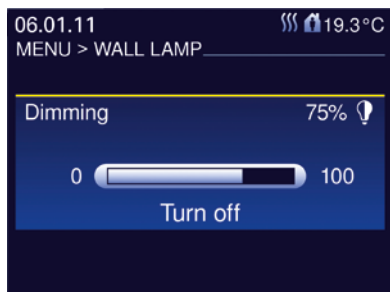 06.01.11 19.3°C
MENU > WALL LAMP
Dimming 75%
0 100
Turn off